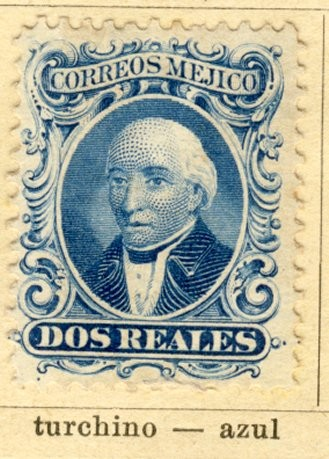 CORREOS MEJICO
DOS REALES
turchino — azul